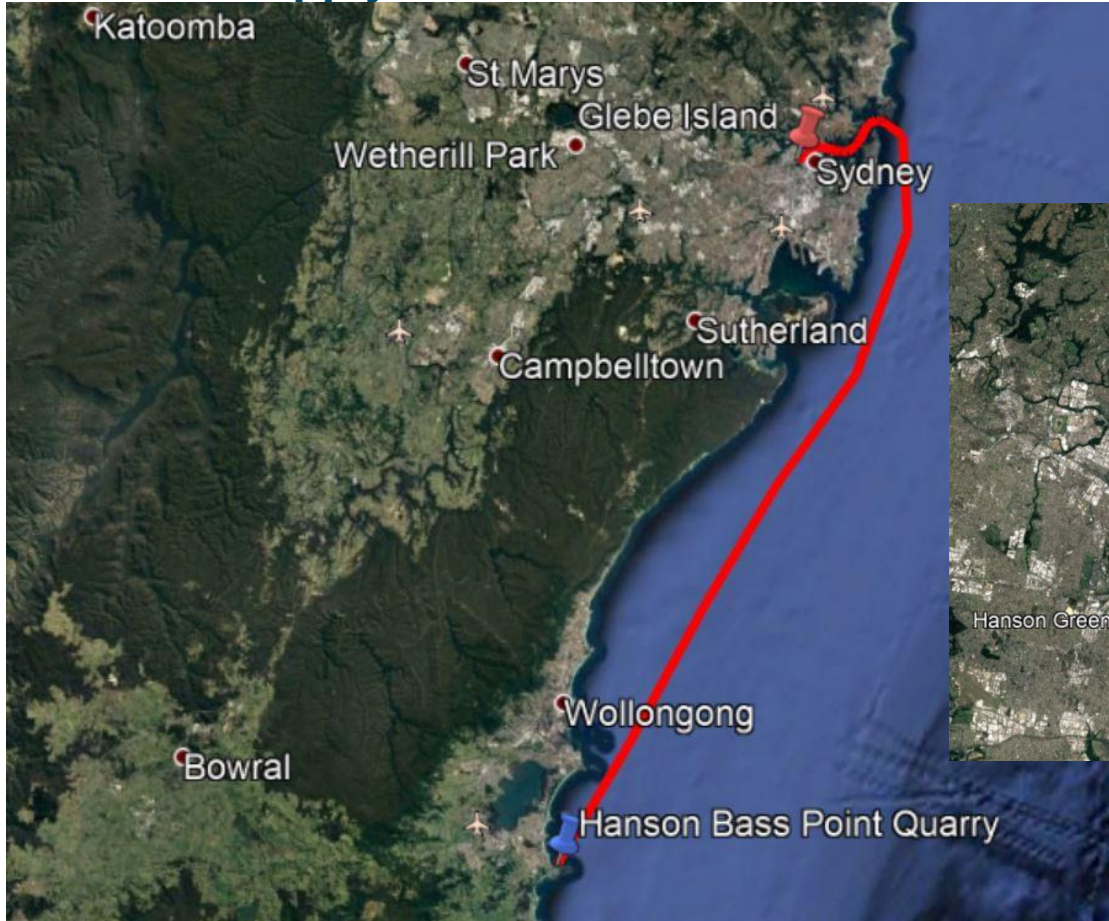 Katoomba
St Marys
Glebe Island
Wetherill Park
Sydney
Sutherland
Campbelltown
Hanson Green
Wollongong
Bowral
Hanson Bass Point Quarry